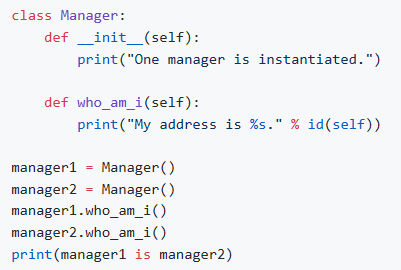 class Manager:
    def __init__(self):
        print("One manager is instantiated.")

    def who_am_i(self):
        print("My address is %s." % id(self))

manager1 = Manager()
manager2 = Manager()
manager1.who_am_i()
manager2.who_am_i()
print(manager1 is manager2)